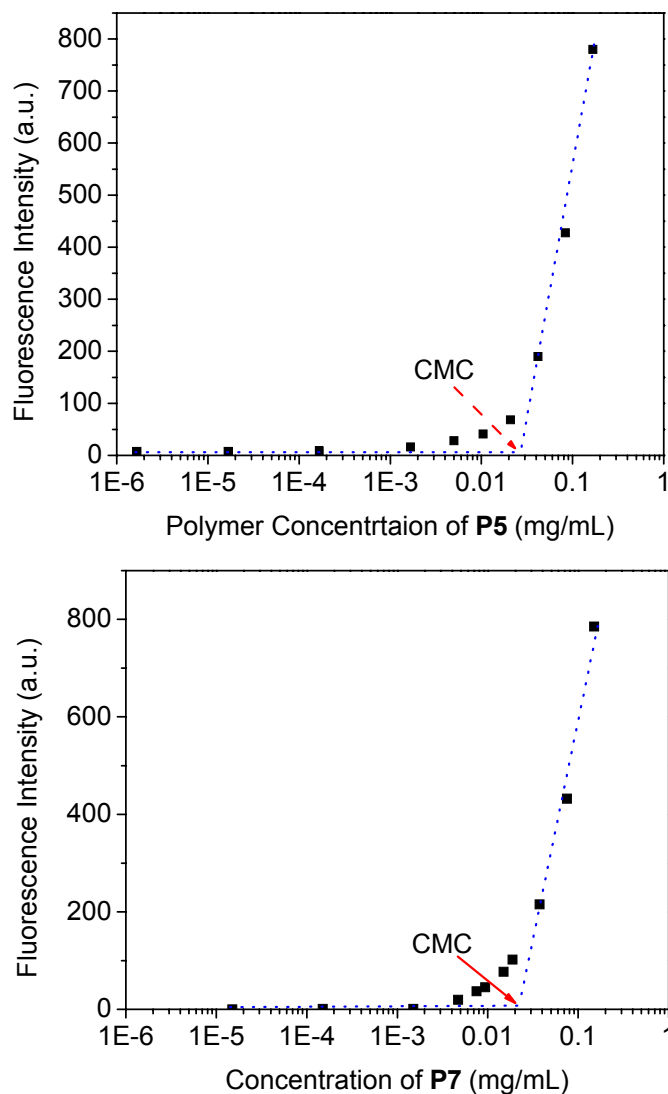 800
700
600
500
400
300
200
100
0
Fluorescence Intensity (a.u.)
CMC
1E-6 1E-5 1E-4 1E-3 0.01 0.1 1
Polymer Concentrtaion of P5 (mg/mL)
800
600
400
200
0
Fluorescence Intensity (a.u.)
CMC
1E-6 1E-5 1E-4 1E-3 0.01 0.1 1
Concentration of P7 (mg/mL)